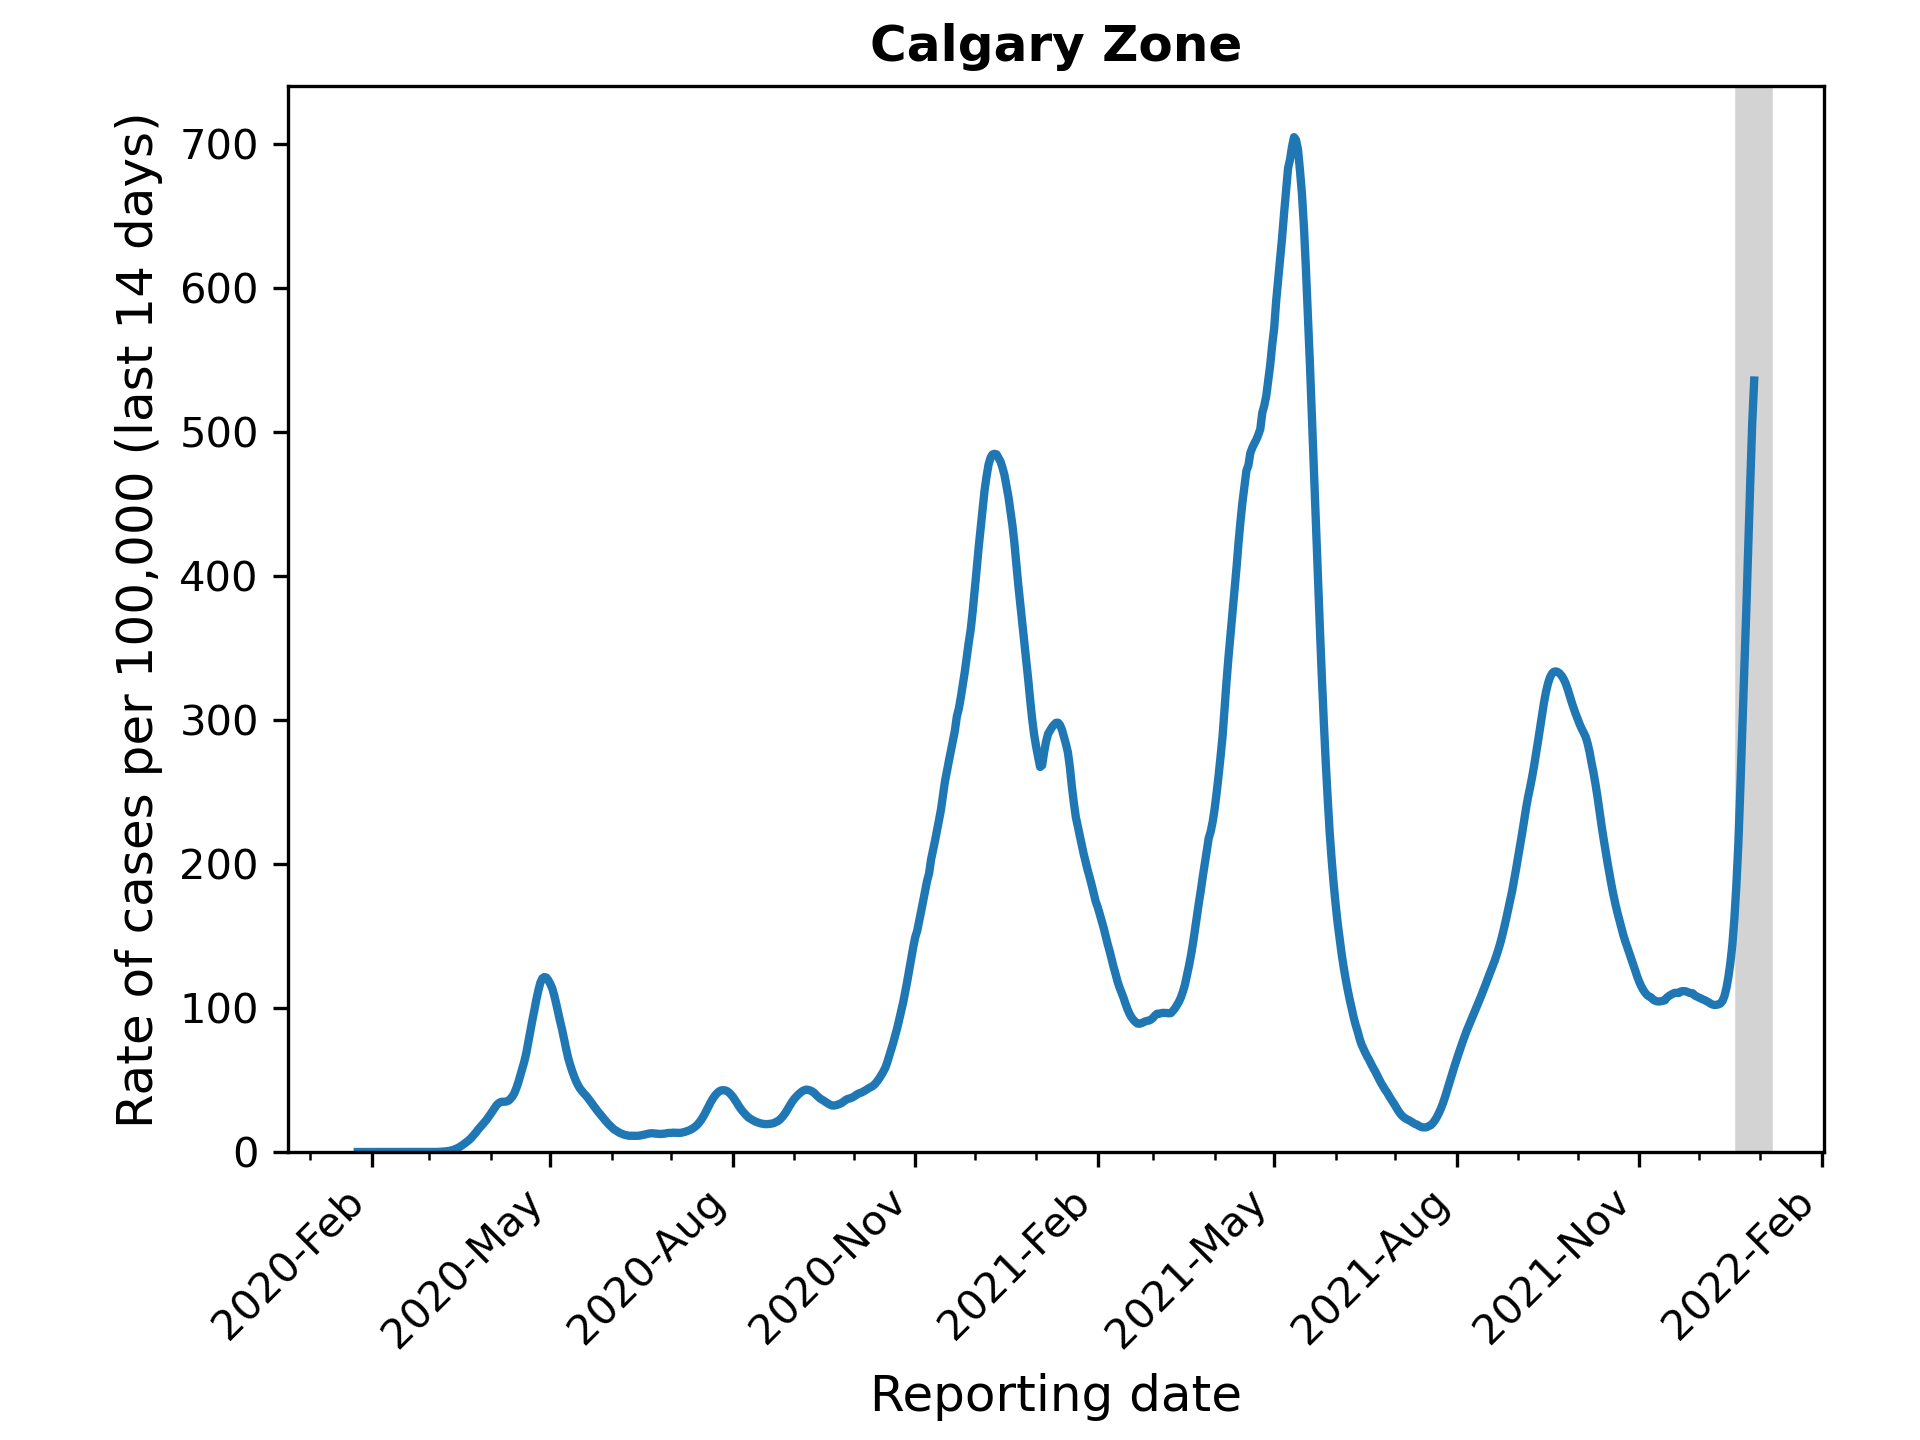 Calgary Zone
Rate of cases per 100,000 (last 14 days)
700
600
500
400
300
200
100
0
2020-Feb
2020-May
2020-Aug
2020-Nov
2021-Feb
2021-May
2021-Aug
2021-Nov
2022-Feb
Reporting date